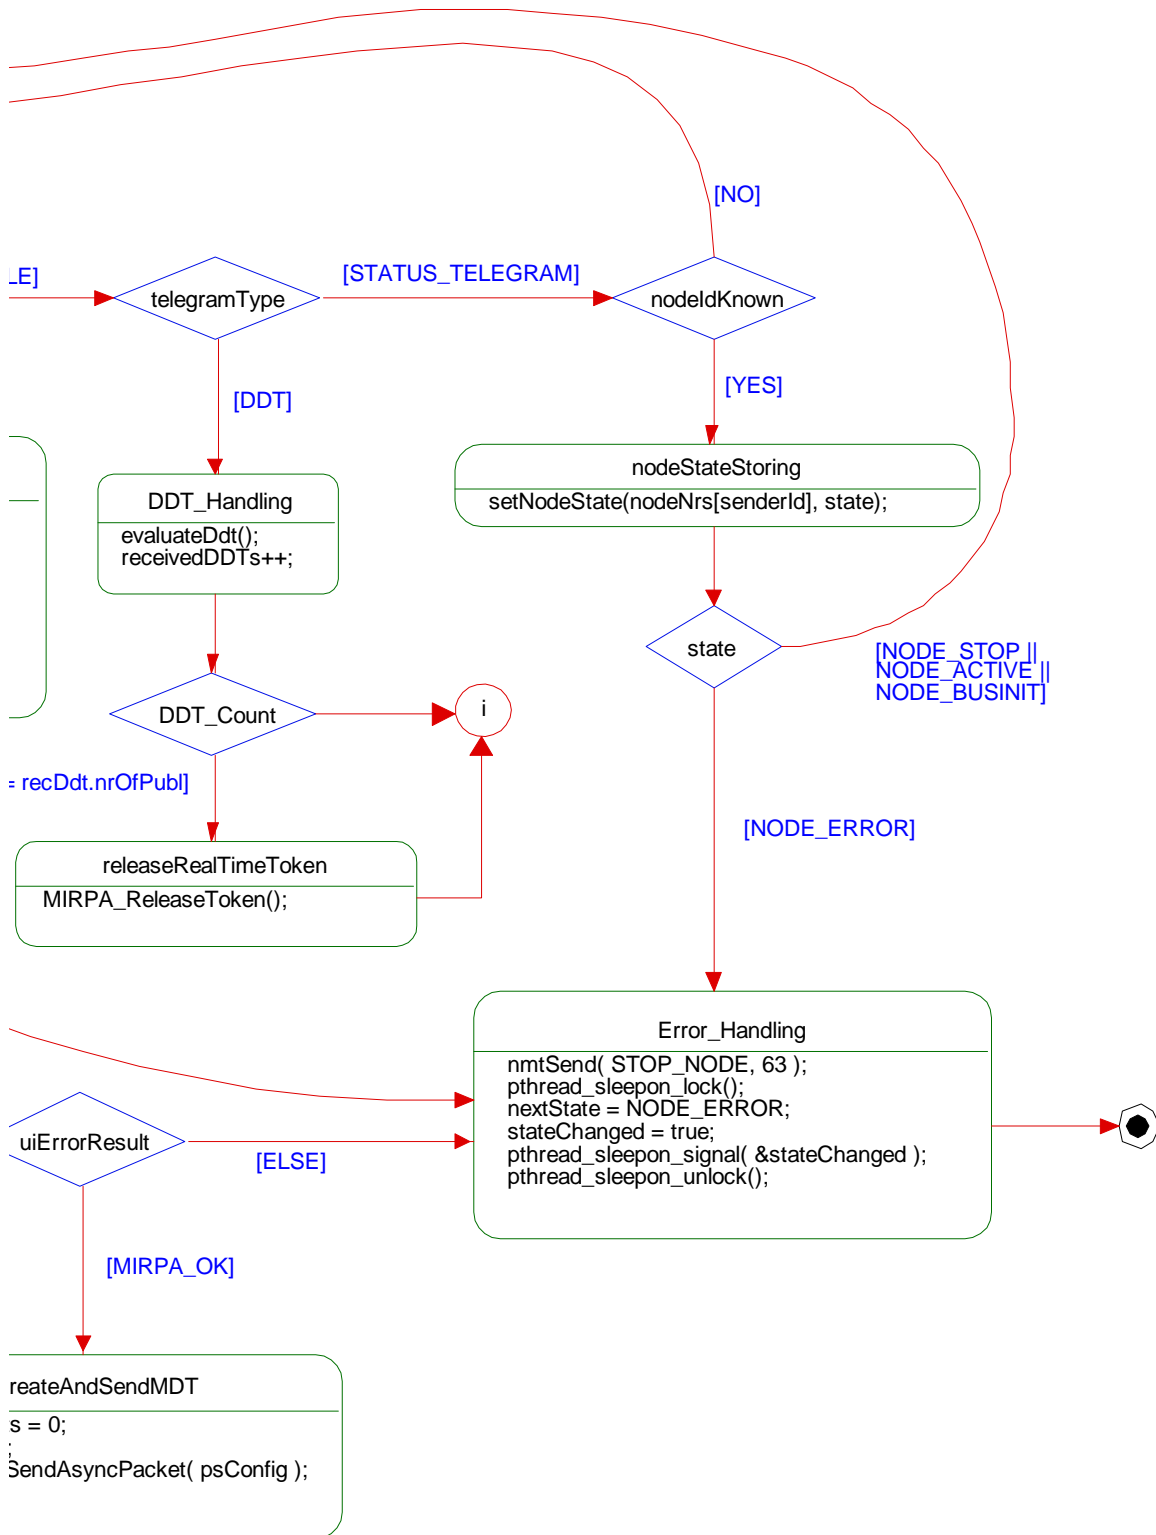 [NO]
LE]
telegramType
[STATUS_TELEGRAM]
nodeIdKnown
[DDT]
[YES]
nodeStateStoring
setNodeState(nodeNrs[senderId], state);
DDT_Handling
evaluateDdt();
receivedDDTs++;
state
[NODE_STOP ||
NODE_ACTIVE ||
NODE_BUSINIT]
DDT_Count
i
= recDdt.nrOfPubl]
[NODE_ERROR]
releaseRealTimeToken
MIRPA_ReleaseToken();
Error_Handling
nmtSend( STOP_NODE, 63 );
pthread_sleepon_lock();
nextState = NODE_ERROR;
stateChanged = true;
pthread_sleepon_signal( &stateChanged );
pthread_sleepon_unlock();
uiErrorResult
[ELSE]
[MIRPA_OK]
reateAndSendMDT
s = 0;
SendAsyncPacket( psConfig );